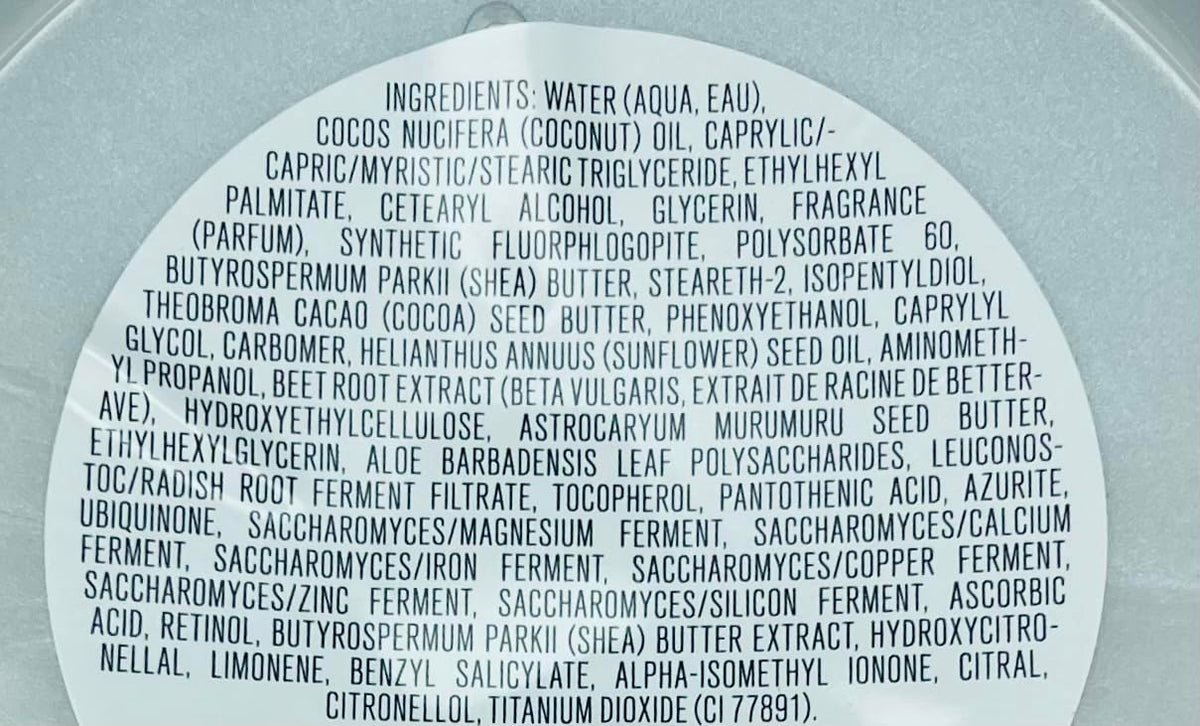 INGREDIENTS: WATER (AQUA, EAU),
COCOS NUCIFERA (COCONUT) OIL, CAPRYLIC/-
CAPRIC/MYRISTIC/STEARIC TRIGLYCERIDE, ETHYLHEXYL
PALMITATE, CETEARYL ALCOHOL, GLYCERIN, FRAGRANCE
(PARFUM), SYNTHETIC FLUORPHLOGOPITE, POLYSORBATE 60,
BUTYROSPERMUM PARKII (SHEA) BUTTER, STEARETH-2, ISOPENTYLDIOL,
THEOBROMA CACAO (COCOA) SEED BUTTER, PHENOXYETHANOL, CAPRYLYL
GLYCOL, CARBOMER, HELIANTHUS ANNUUS (SUNFLOWER) SEED OIL, AMINOMETH-
YL PROPANOL, BEET ROOT EXTRACT (BETA VULGARIS, EXTRAIT DE RACINE DE BETTER-
AVE), HYDROXYETHYLCELLULOSE, ASTROCARYUM MURUMURU SEED BUTTER,
ETHYLHEXYLGLYCERIN, ALOE BARBADENSIS LEAF POLYSACCHARIDES, LEUCONOS-
TOC/RADISH ROOT FERMENT FILTRATE, TOCOPHEROL, PANTOTHENIC ACID, AZURITE,
UBIQUINONE, SACCHAROMYCES/MAGNESIUM FERMENT, SACCHAROMYCES/CALCIUM
FERMENT, SACCHAROMYCES/IRON FERMENT, SACCHAROMYCES/COPPER FERMENT,
SACCHAROMYCES/ZINC FERMENT, SACCHAROMYCES/SILICON FERMENT, ASCORBIC
ACID, RETINOL, BUTYROSPERMUM PARKII (SHEA) BUTTER EXTRACT, HYDROXYCITRO-
NELLAL, LIMONENE, BENZYL SALICYLATE, ALPHA-ISOMETHYL IONONE, CITRAL,
CITRONELLOL, TITANIUM DIOXIDE (CI 77891).